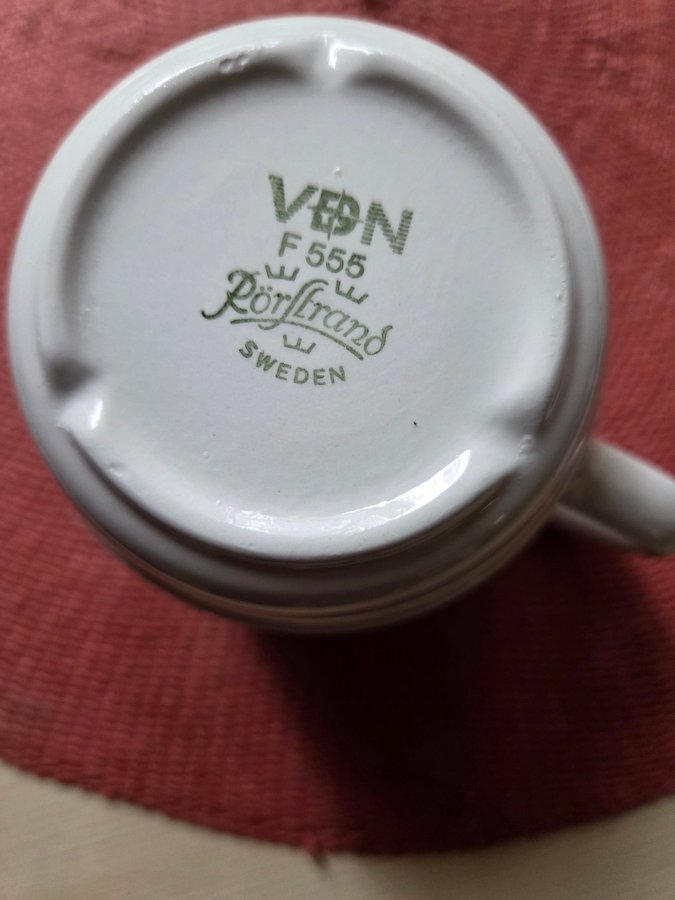 VDN
F 555
Rörstrand
SWEDEN